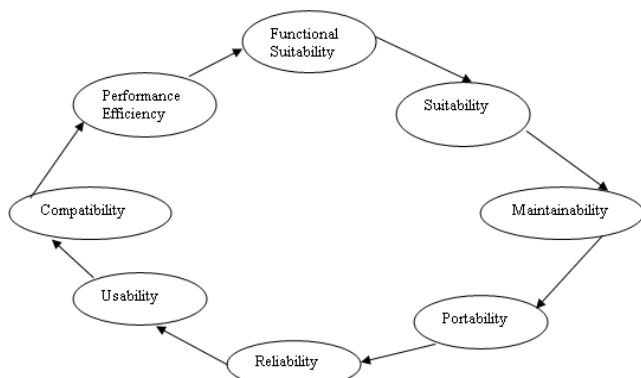 Functional
Suitability
Performance
Efficiency
Suitability
Compatibility
Maintainability
Usability
Portability
Reliability